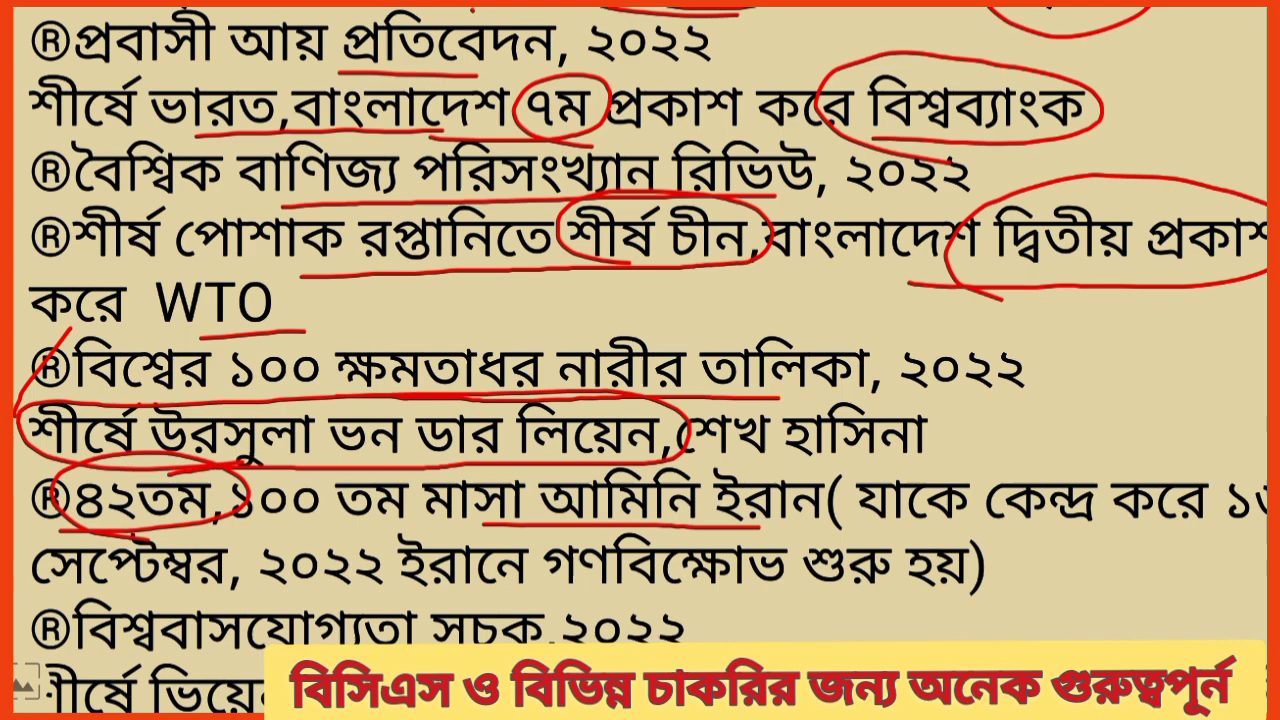 ®প্রবাসী আয় প্রতিবেদন, ২০২২
শীর্ষে ভারত,বাংলাদেশ ৭ম প্রকাশ করে বিশ্বব্যাংক
®বৈশ্বিক বাণিজ্য পরিসংখ্যান রিভিউ, ২০২২
®শীর্ষ পোশাক রপ্তানিতে শীর্ষ চীন,বাংলাদেশ দ্বিতীয় প্রকাশ
করে WTO
®বিশ্বের ১০০ ক্ষমতাধর নারীর তালিকা, ২০২২
শীর্ষে উরসুলা ভন ডার লিয়েন,শেখ হাসিনা
®৪২তম,১০০ তম মাসা আমিনি ইরান( যাকে কেন্দ্র করে
সেপ্টেম্বর, ২০২২ ইরানে গণবিক্ষোভ শুরু হয়)
®বিশ্ববাসযোগ্যতা সূচক,২০২২
শীর্ষে
বিসিএস ও বিভিন্ন চাকরির জন্য অনেক গুরুত্বপূর্ন